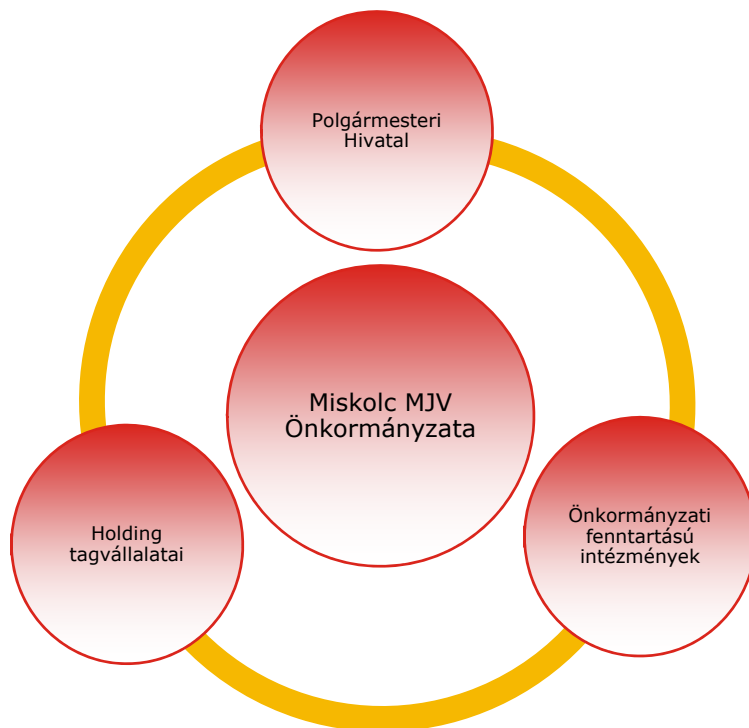 Polgármesteri
Hivatal
Miskolc MJV
Önkormányzata
Holding
tagvállalatai
Önkormányzati
fenntartású
intézmények